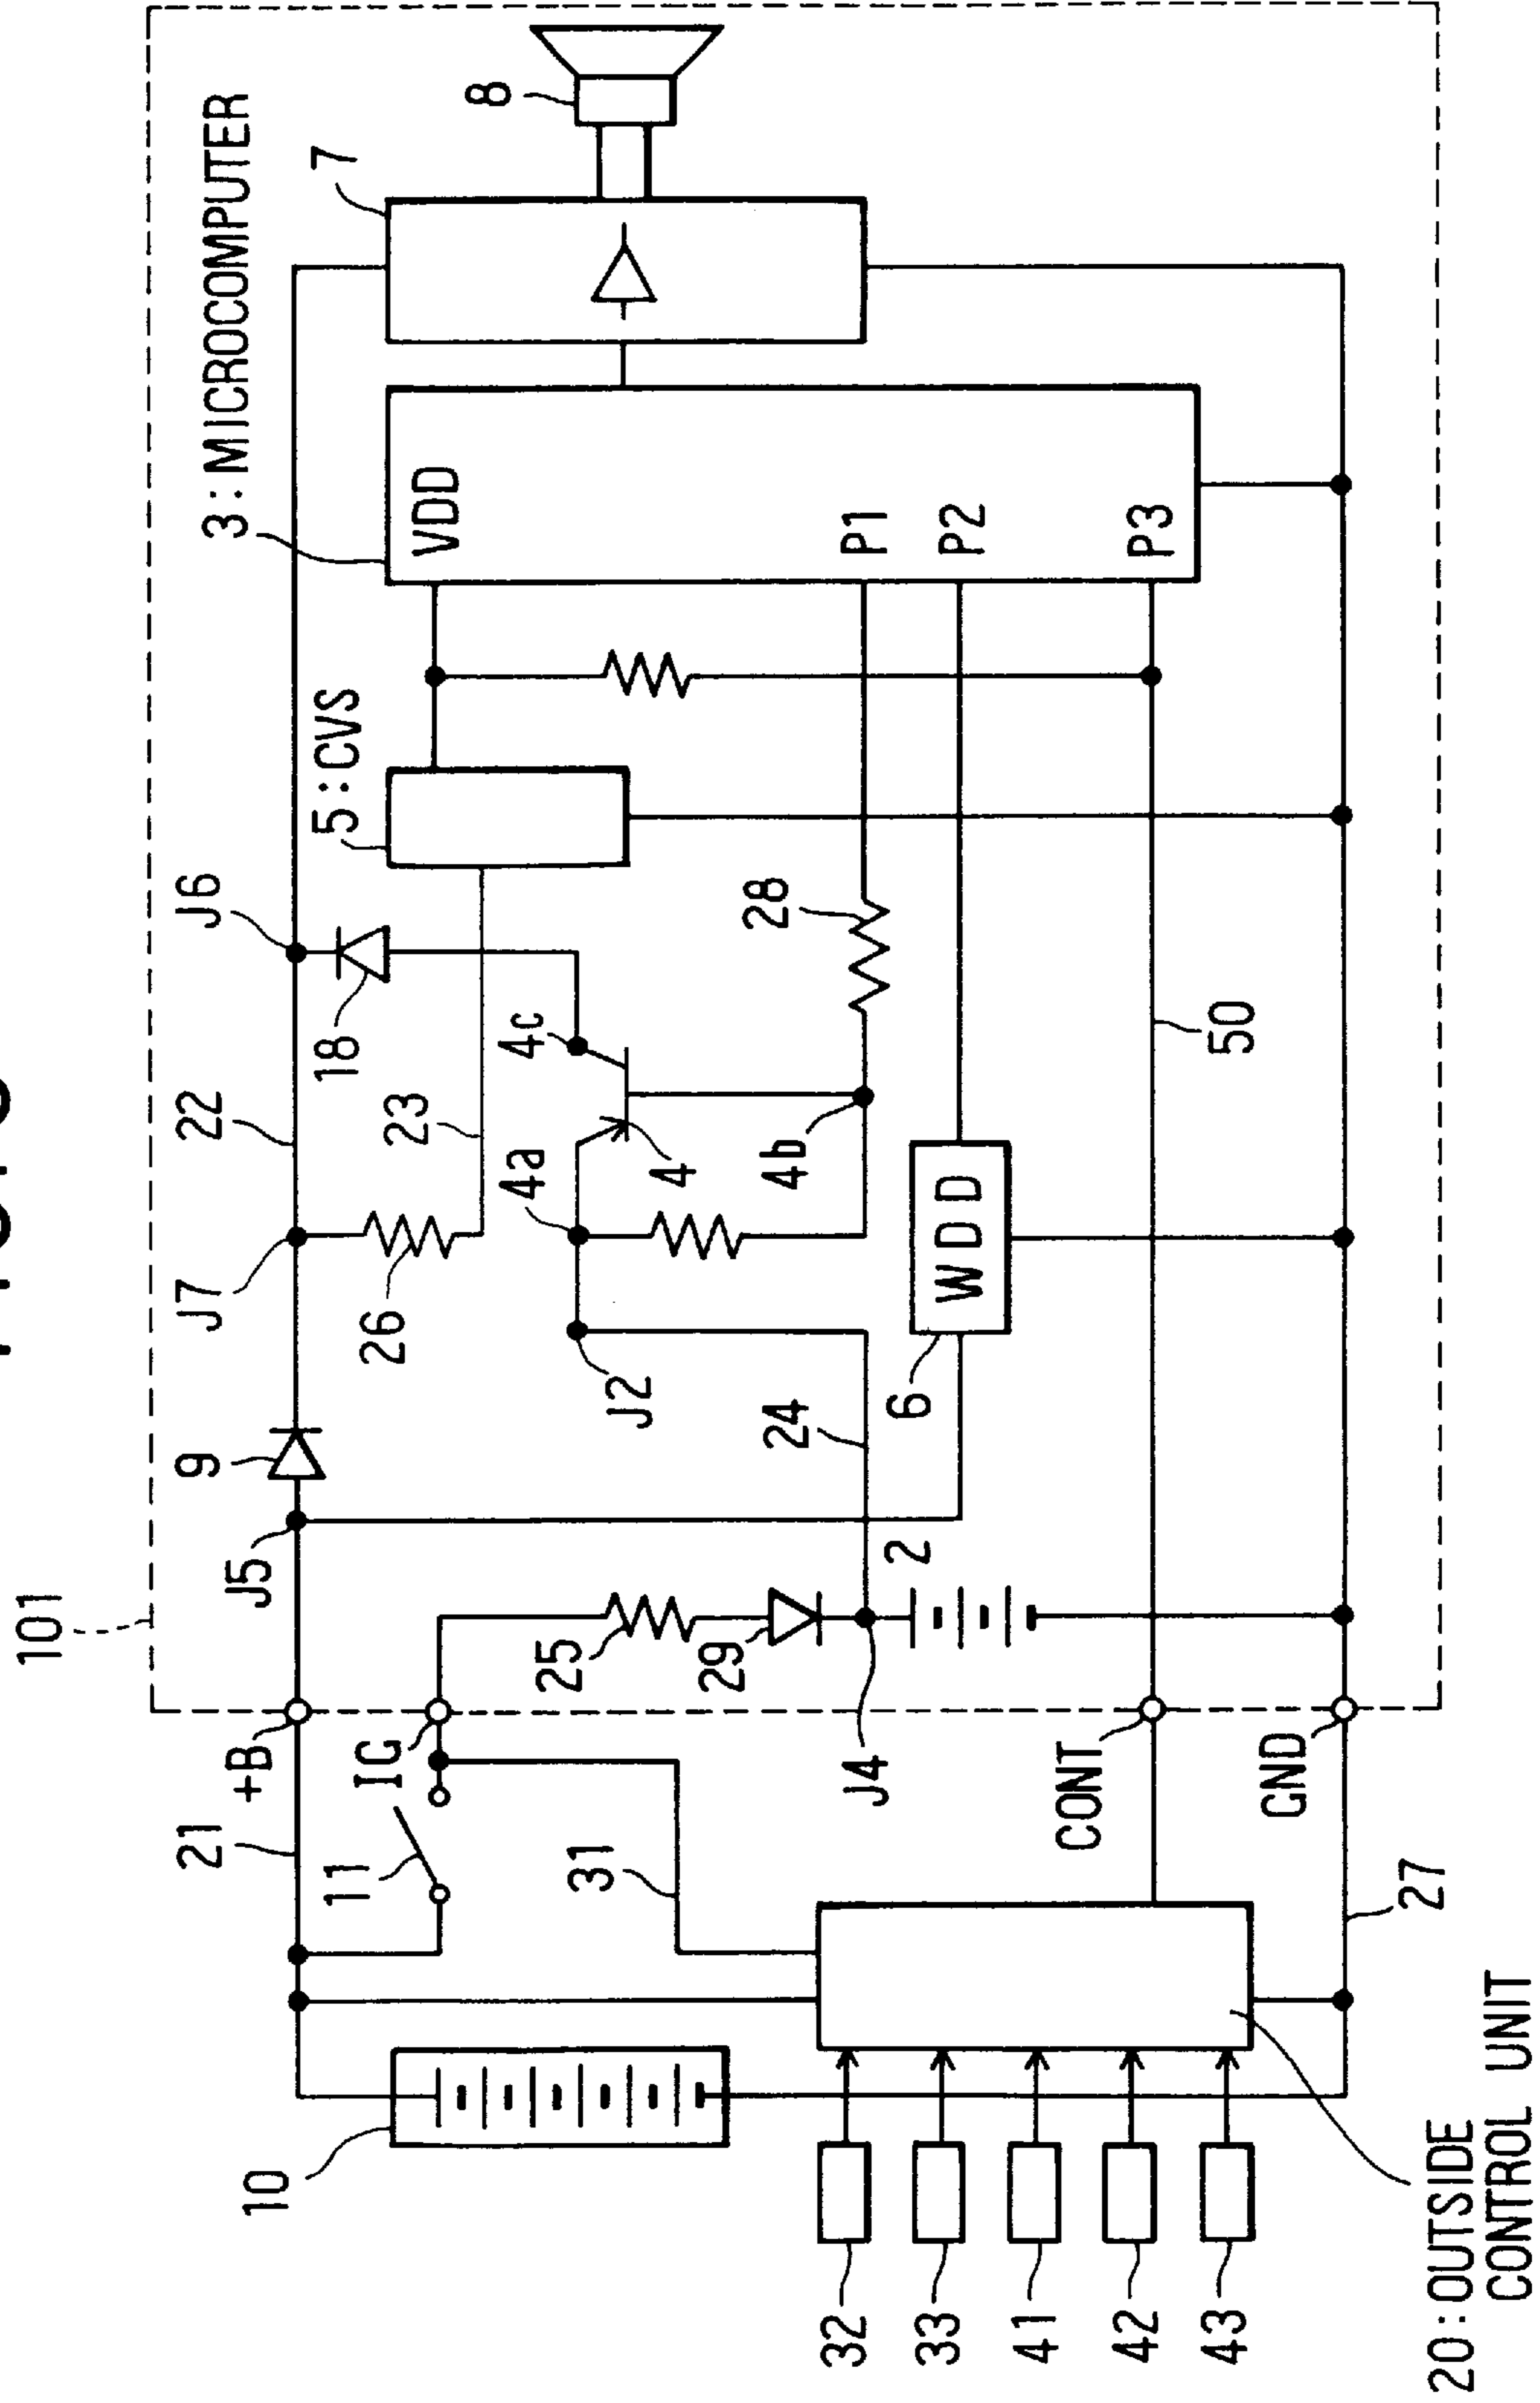 101
3:MICROCOMPUTER
8
7
VDD
P1
P2
P3
5:CVS
J6
18
22
23
4c
4
4a
4b
28
50
J7
26
J2
WDD
6
24
9
J5
25
29
2
J4
+B
IG
CONT
GND
21
11
31
27
10
32
33
41
42
43
20:OUTSIDE
CONTROL UNIT